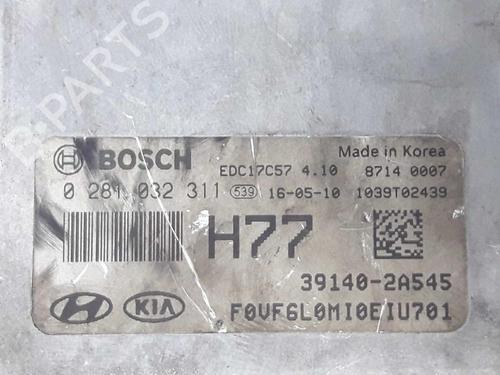 B-PARTS
BOSCH
EDC17C57 4.10
Made in Korea
8714 0007
0 281 032 311 539 16-05-10 1039T02439
H77
39140-2A545
KIA
F0VF6L0MI0EIU701